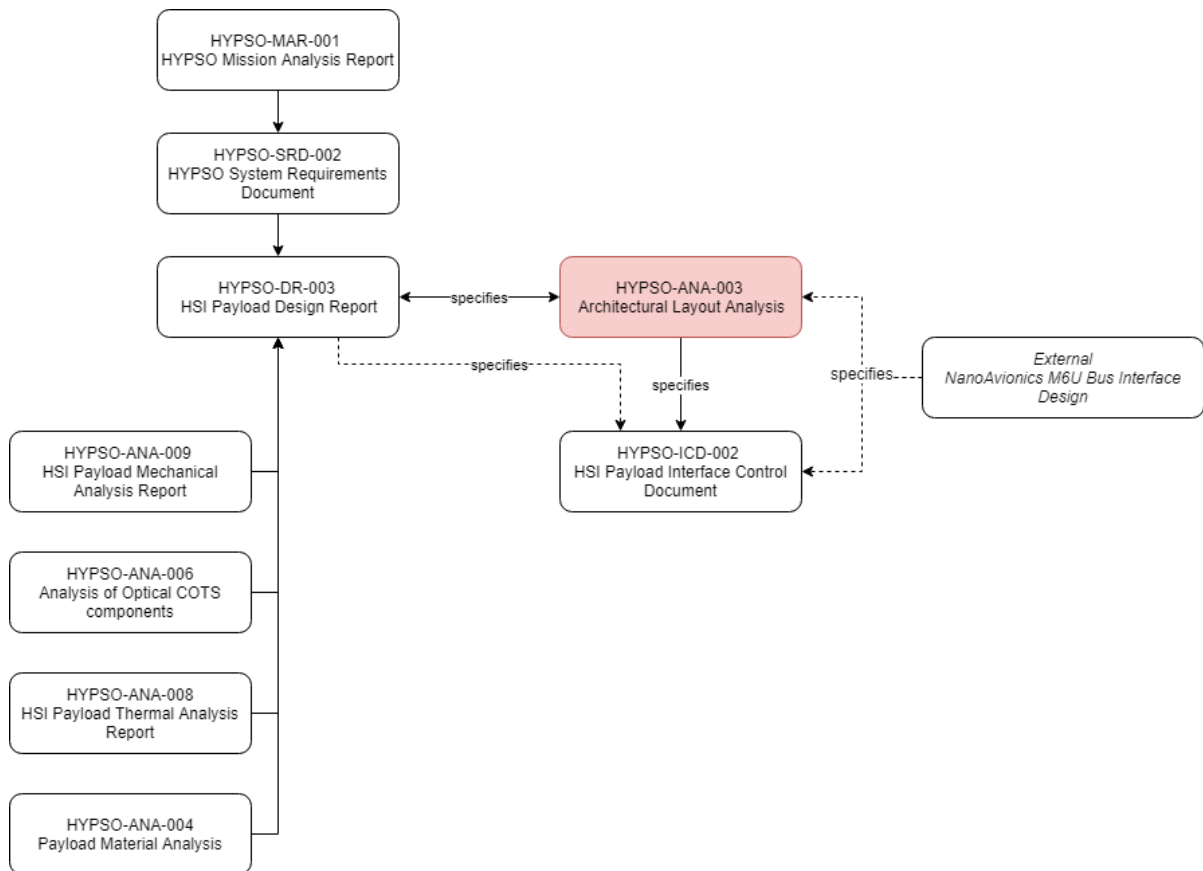 HYPSO-MAR-001
HYPSO Mission Analysis Report
HYPSO-SRD-002
HYPSO System Requirements
Document
HYPSO-DR-003
HSI Payload Design Report
specifies
HYPSO-ANA-003
Architectural Layout Analysis
specifies
specifies
specifies
External
NanoAvionics M6U Bus Interface
Design
HYPSO-ICD-002
HSI Payload Interface Control
Document
HYPSO-ANA-009
HSI Payload Mechanical
Analysis Report
HYPSO-ANA-006
Analysis of Optical COTS
components
HYPSO-ANA-008
HSI Payload Thermal Analysis
Report
HYPSO-ANA-004
Payload Material Analysis